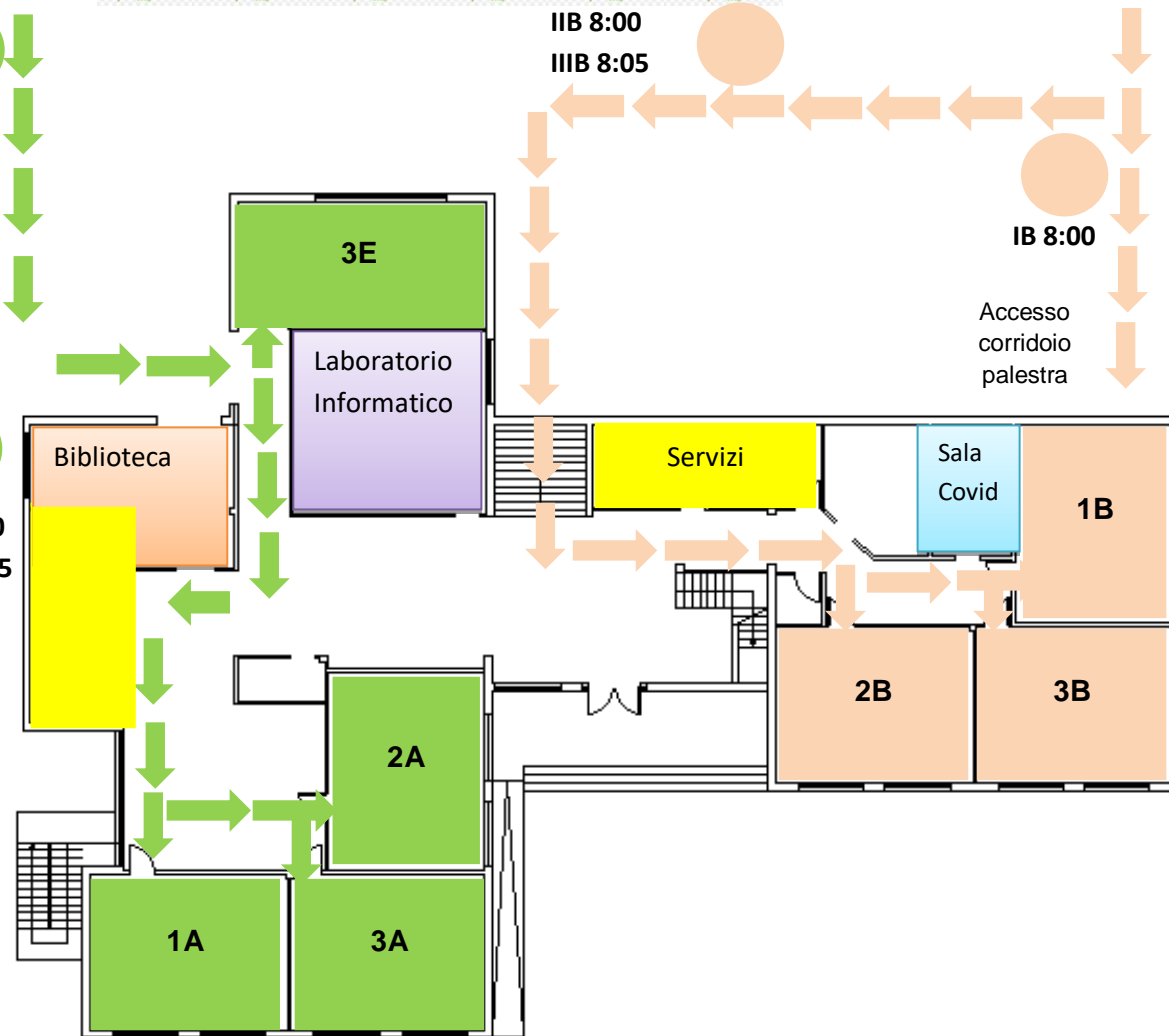 IIB 8:00
IIIB 8:05
IB 8:00
Accesso
corridoio
palestra
3E
Laboratorio
Informatico
Biblioteca
Servizi
Sala
Covid
1B
2B
3B
2A
1A
3A